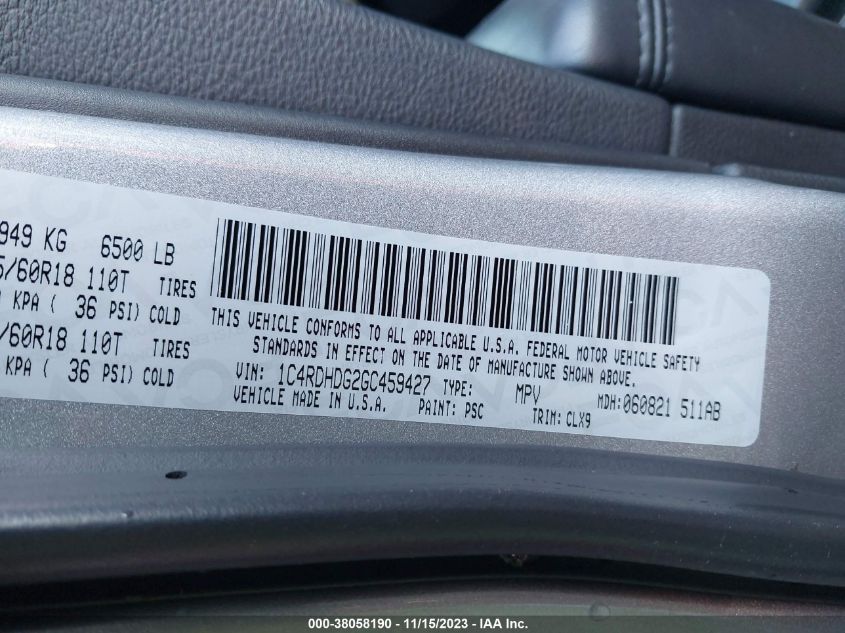 949 KG 6500 LB
/60R18 110T TIRES
KPA ( 36 PSI) COLD
/60R18 110T TIRES
KPA ( 36 PSI) COLD
THIS VEHICLE CONFORMS TO ALL APPLICABLE U.S.A. FEDERAL MOTOR VEHICLE SAFETY
STANDARDS IN EFFECT ON THE DATE OF MANUFACTURE SHOWN ABOVE.
VIN: 1C4RDHDG2GC459427 TYPE: MPV MDH:060821 511AB
VEHICLE MADE IN U.S.A. PAINT: PSC TRIM: CLX9
000-38058190 - 11/15/2023 - IAA Inc.